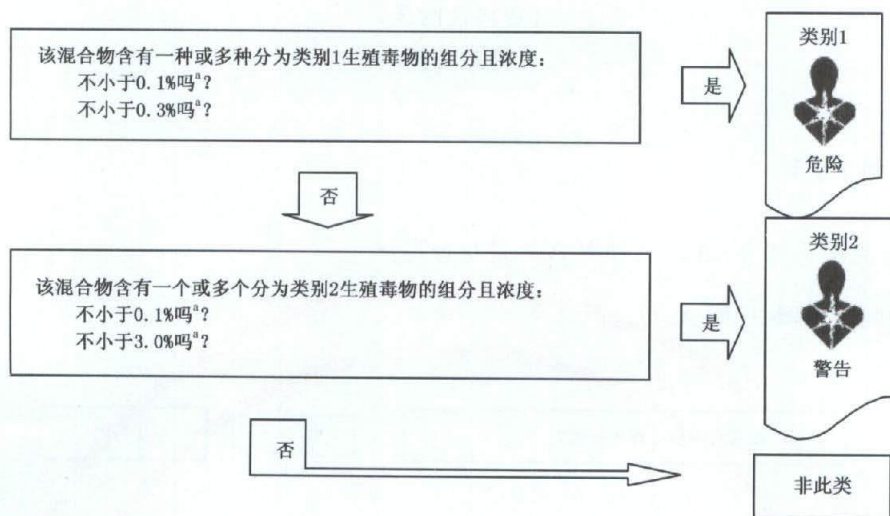 该混合物含有一种或多种分为类别1生殖毒物的组分且浓度：
不小于0.1%吗a？
不小于0.3%吗a？
是
类别1
危险
否
该混合物含有一个或多个分为类别2生殖毒物的组分且浓度：
不小于0.1%吗a？
不小于3.0%吗a？
是
类别2
警告
否
非此类